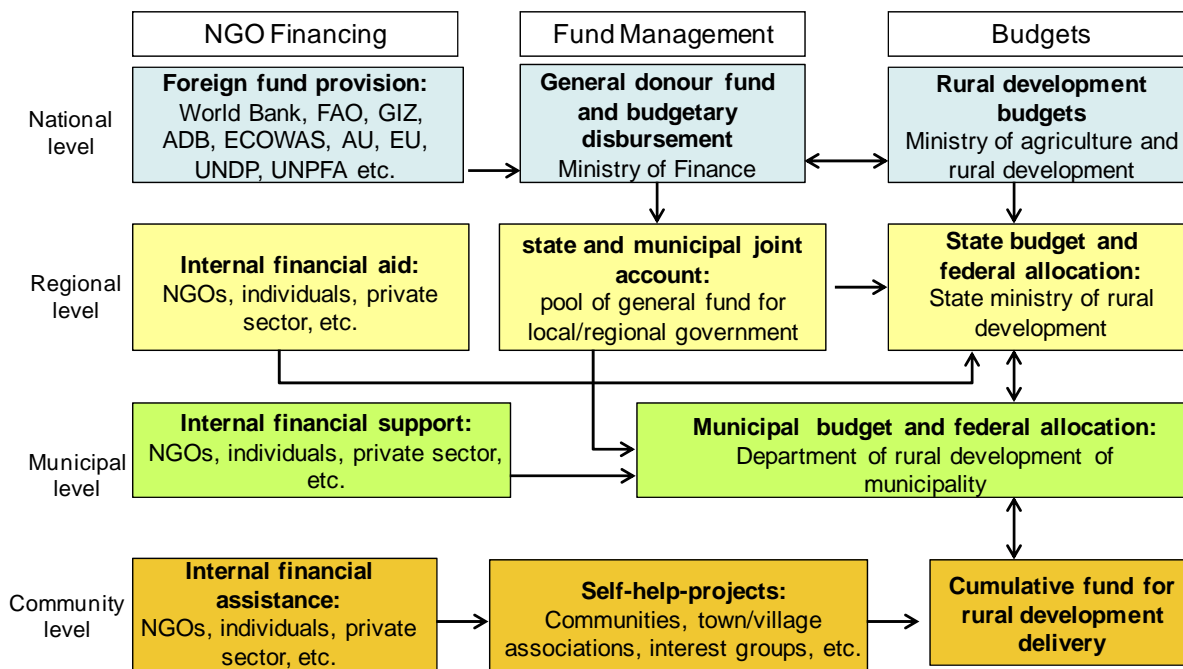 NGO Financing
Fund Management
Budgets
National
level
Foreign fund provision:
World Bank, FAO, GIZ,
ADB, ECOWAS, AU, EU,
UNDP, UNPFA etc.
General donour fund
and budgetary
disbursement
Ministry of Finance
Rural development
budgets
Ministry of agriculture and
rural development
Regional
level
Internal financial aid:
NGOs, individuals, private
sector, etc.
state and municipal joint
account:
pool of general fund for
local/regional government
State budget and
federal allocation:
State ministry of rural
development
Municipal
level
Internal financial support:
NGOs, individuals, private sector,
etc.
Municipal budget and federal allocation:
Department of rural development of
municipality
Community
level
Internal financial
assistance:
NGOs, individuals, private
sector, etc.
Self-help-projects:
Communities, town/village
associations, interest groups, etc.
Cumulative fund for
rural development
delivery